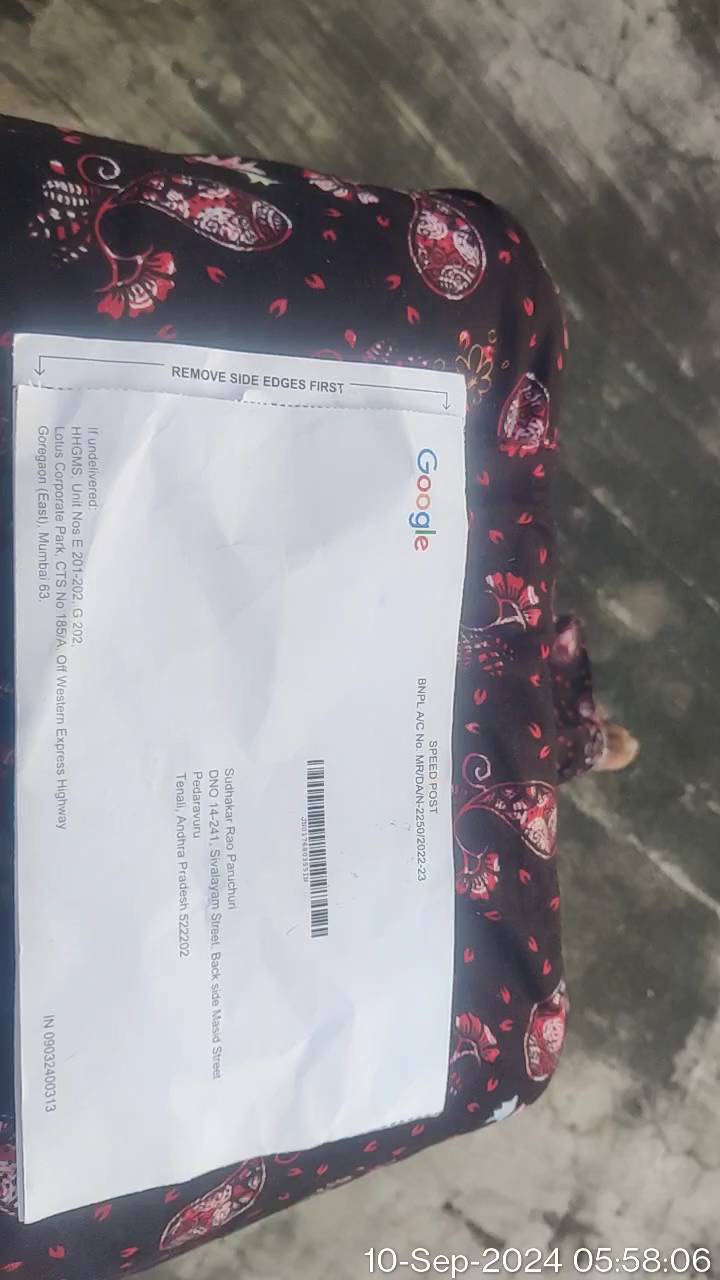 REMOVE SIDE EDGES FIRST
Google
SPEED POST
BNPL A/C No. MR/DA/N-2250/2022-23
Sudhakar Rao Paruchuri
DNO 14-241, Sivalayam Street, Back side Masid Street
Pedaravuru
Tenali, Andhra Pradesh 522202
If undelivered:
HHGMS, Unit Nos E 201-202, G 202,
Lotus Corporate Park, CTS No 185/A, Off Western Express Highway
Goregaon (East), Mumbai 63.
IN 09032400313
10-Sep-2024 05:58:06